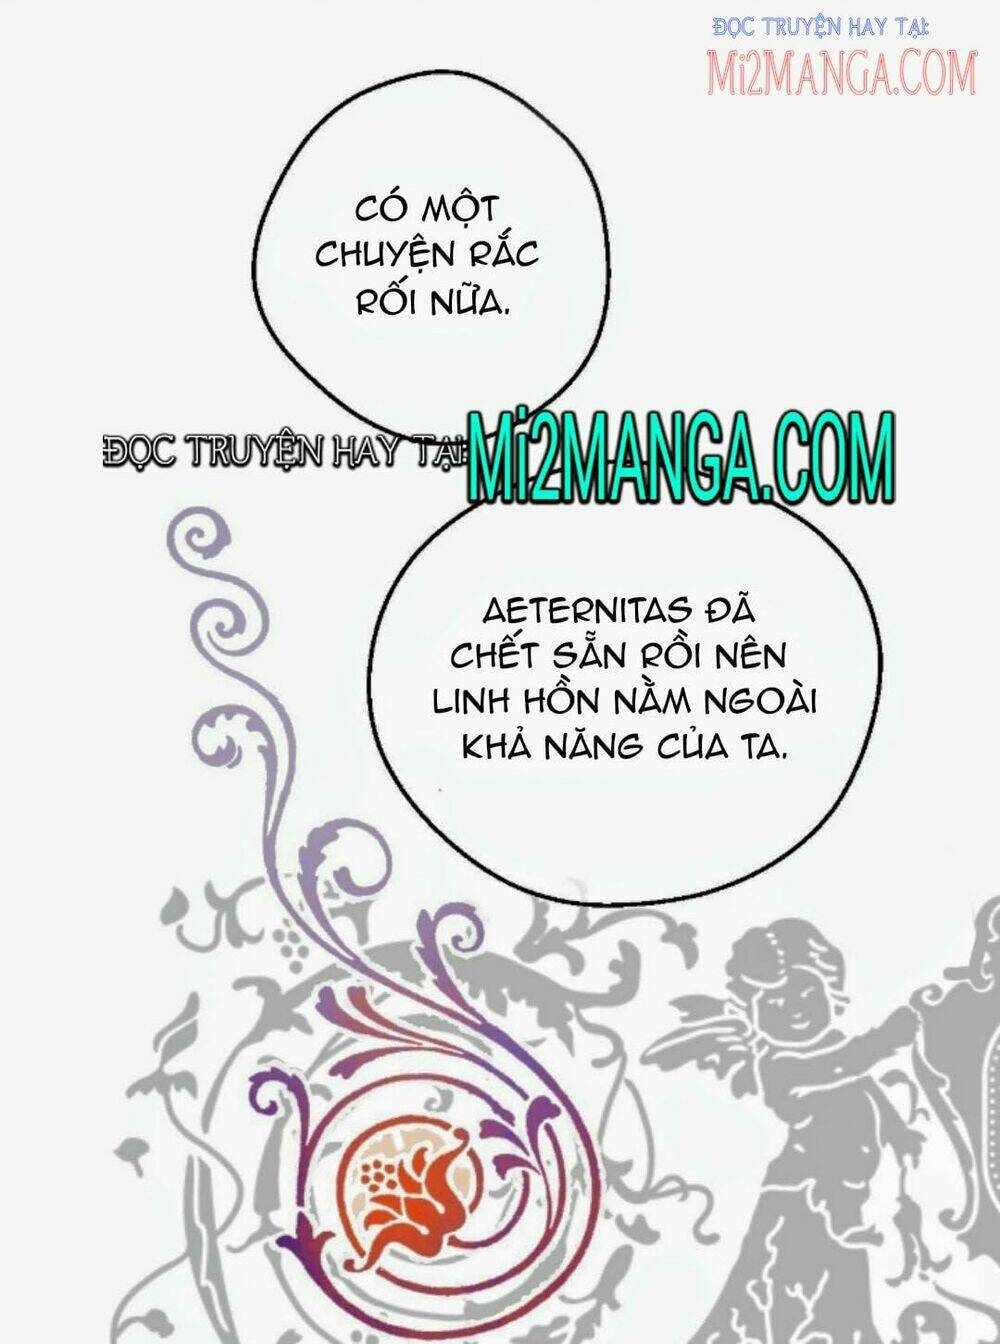 ĐỌC TRUYỆN HAY TẠI:
Mi2MANGA.COM
CÓ MỘT
CHUYỆN RẮC
RỐI NỮA.
ĐỌC TRUYỆN HAY TẠI: Mi2MANGA.COM
AETERNITAS ĐÃ
CHẾT SẴN RỒI NÊN
LINH HỒN NẰM NGOÀI
KHẢ NĂNG CỦA TA.